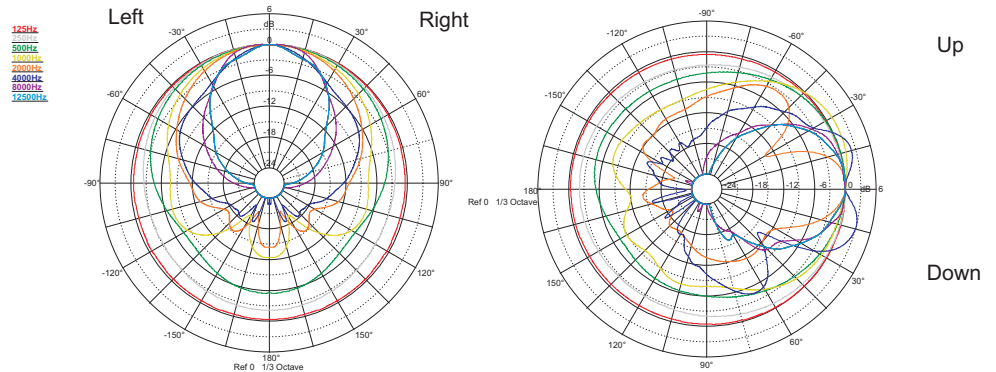 Left
Right
125Hz
250Hz
500Hz
1000Hz
2000Hz
4000Hz
8000Hz
12500Hz
6
dB
0
-6
-12
-18
-24
-30°
30°
-60°
60°
-90°
90°
-120°
120°
-150°
150°
180°
Ref 0 1/3 Octave
Up
Down
-90°
-120°
-60°
-150°
-30°
180°
-24 -18 -12 -6 0 dB 6
Ref 0 1/3 Octave
150°
30°
120°
60°
90°